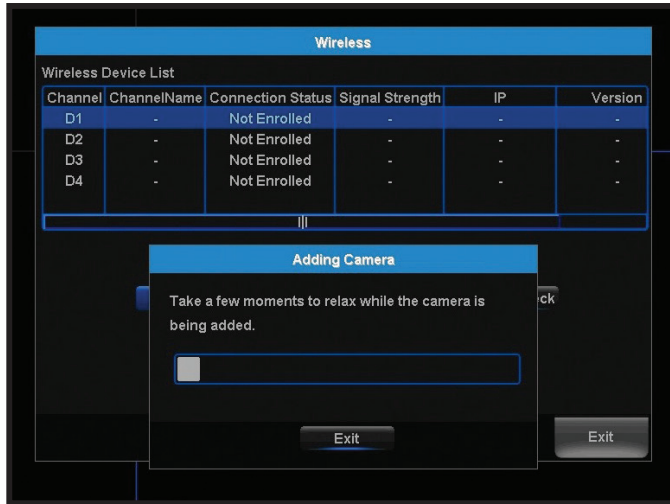 Wireless
Wireless Device List
Channel ChannelName Connection Status Signal Strength IP Version
D1 - Not Enrolled - - -
D2 - Not Enrolled - - -
D3 - Not Enrolled - - -
D4 - Not Enrolled - - -
Adding Camera
Take a few moments to relax while the camera is
being added.
Exit
Exit